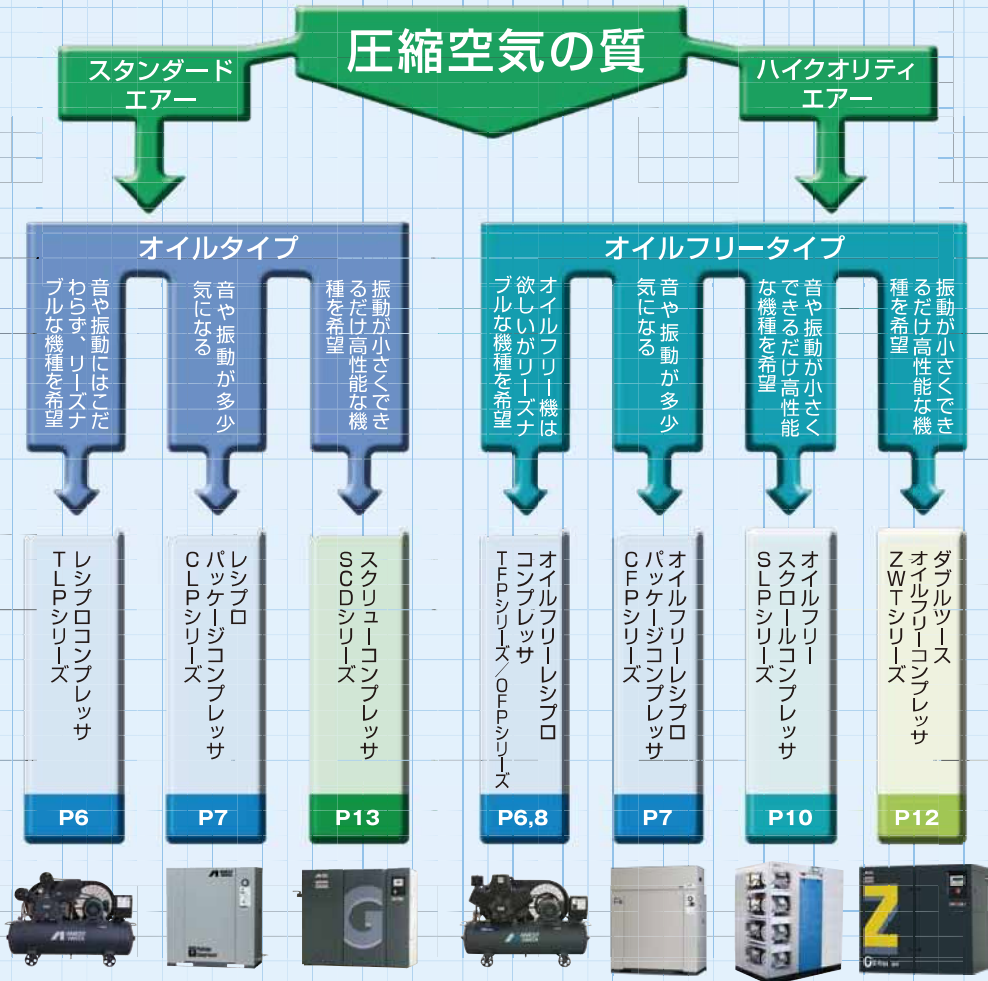 圧縮空気の質
スタンダード
エアー
ハイクオリティ
エアー
オイルタイプ
音や振動にはこだ
わらず、リーズナ
ブルな機種を希望
音や振動が多少
気になる
振動が小さくでき
るだけ高性能な機
種を希望
オイルフリータイプ
オイルフリー機は
欲しいがリーズナ
ブルな機種を希望
音や振動が多少
気になる
音や振動が小さく
できるだけ高性能
な機種を希望
振動が小さくでき
るだけ高性能な機
種を希望
レシプロコンプレッサ
TLPシリーズ
P6
レシプロ
パッケージコンプレッサ
CLPシリーズ
P7
スクリューコンプレッサ
SCDシリーズ
P13
オイルフリーレシプロ
コンプレッサ
TFPシリーズ/OFPシリーズ
P6,8
オイルフリーレシプロ
パッケージコンプレッサ
CFPシリーズ
P7
オイルフリー
スクロールコンプレッサ
SLPシリーズ
P10
ダブルツース
オイルフリーコンプレッサ
ZWTシリーズ
P12
ANEST
IWATA
G
Z